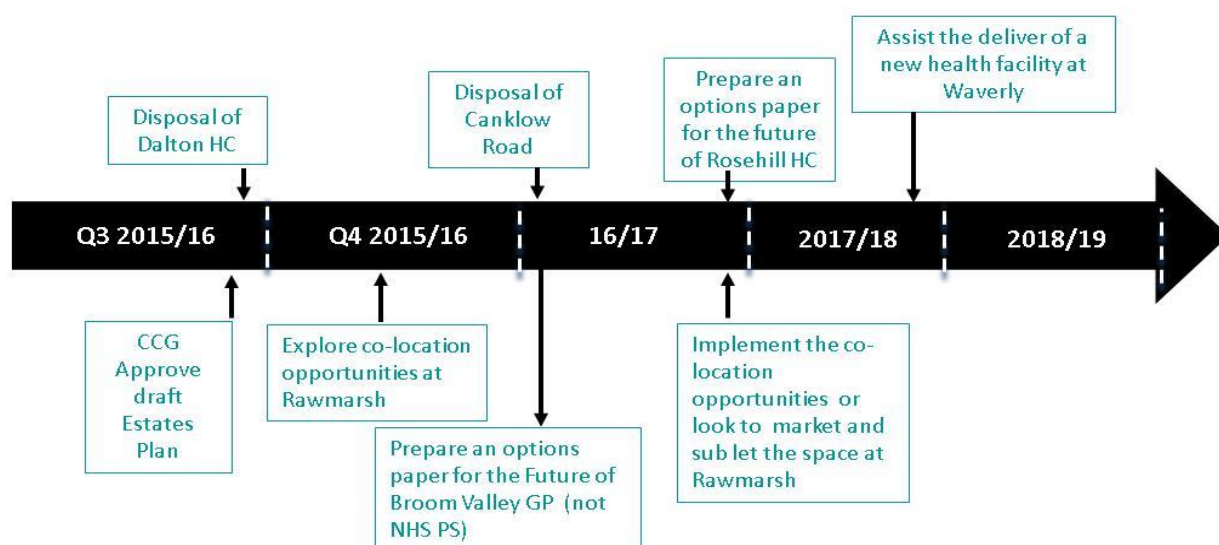 Disposal of
Dalton HC
Disposal of
Canklow
Road
Prepare an
options paper
for the future
of Rosehill HC
Assist the deliver of a
new health facility at
Waverly
Q3 2015/16
Q4 2015/16
16/17
2017/18
2018/19
CCG
Approve
draft
Estates
Plan
Explore co-location
opportunities at
Rawmarsh
Prepare an options
paper for the Future of
Broom Valley GP (not
NHS PS)
Implement the co-
location
opportunities or
look to market and
sub let the space at
Rawmarsh